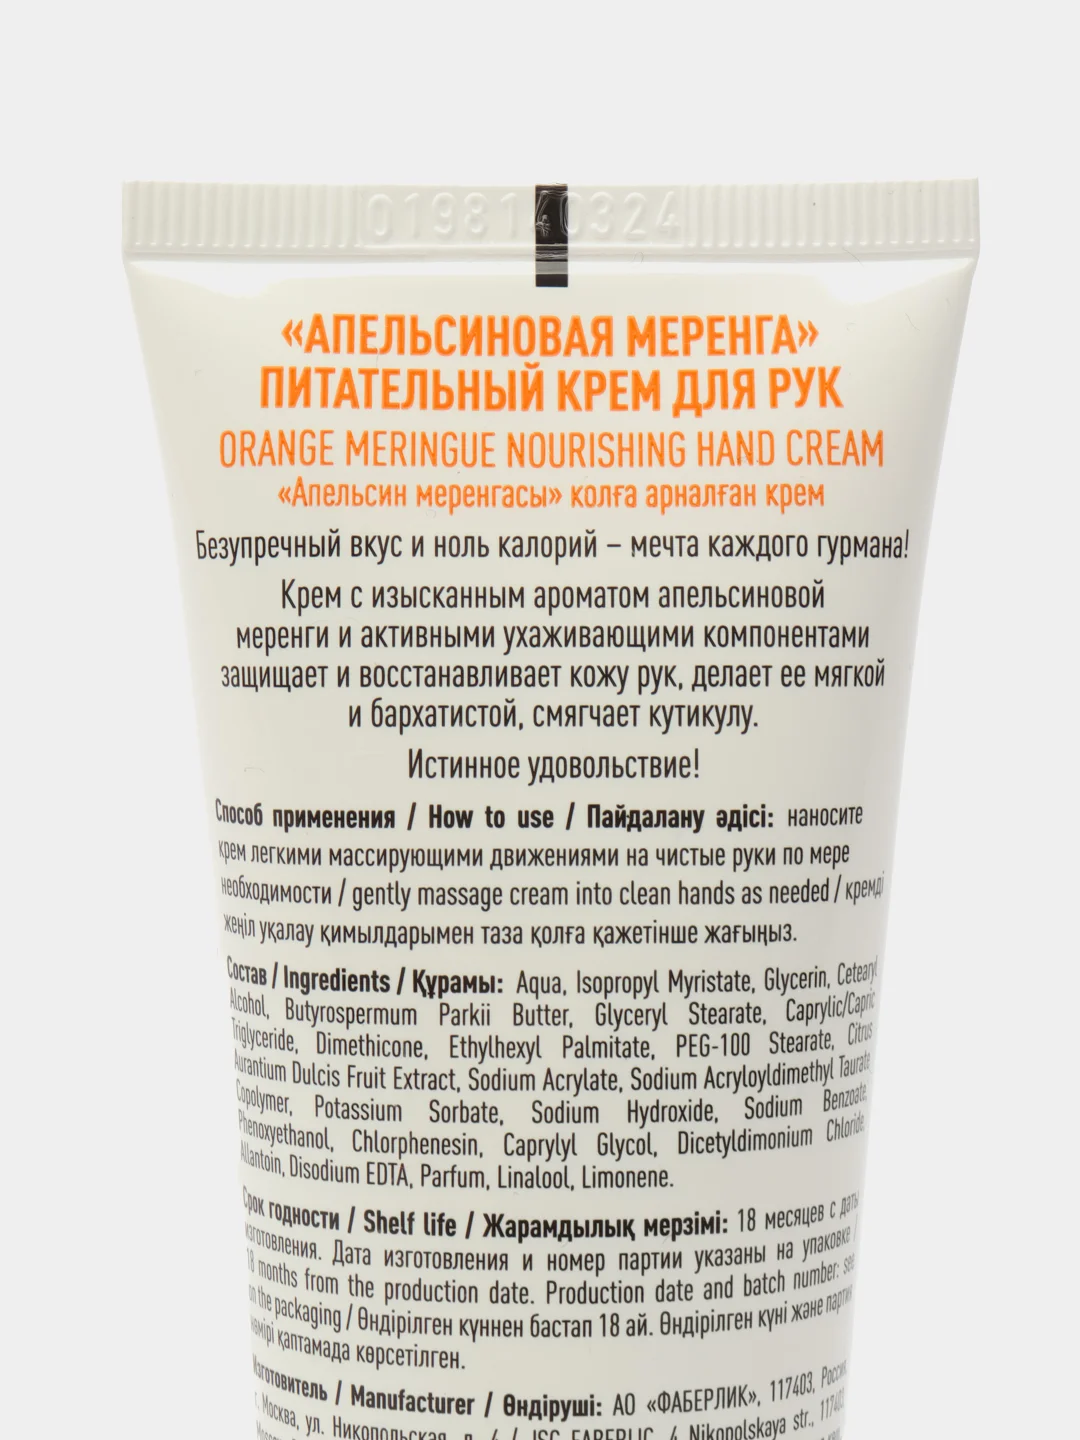 0198140324
«АПЕЛЬСИНОВАЯ МЕРЕНГА»
ПИТАТЕЛЬНЫЙ КРЕМ ДЛЯ РУК
ORANGE MERINGUE NOURISHING HAND CREAM
«Апельсин меренгасы» колға арналған крем
Безупречный вкус и ноль калорий – мечта каждого гурмана!
Крем с изысканным ароматом апельсиновой
меренги и активными ухаживающими компонентами
защищает и восстанавливает кожу рук, делает ее мягкой
и бархатистой, смягчает кутикулу.
Истинное удовольствие!
Способ применения / How to use / Пайдалану әдісі: наносите
крем легкими массирующими движениями на чистые руки по мере
необходимости / gently massage cream into clean hands as needed / кремді
жеңіл уқалау қимылдарымен таза қолға қажетінше жағыңыз.
Состав / Ingredients / Құрамы: Aqua, Isopropyl Myristate, Glycerin, Cetearyl
Alcohol, Butyrospermum Parkii Butter, Glyceryl Stearate, Caprylic/Capric
Triglyceride, Dimethicone, Ethylhexyl Palmitate, PEG-100 Stearate, Citrus
Aurantium Dulcis Fruit Extract, Sodium Acrylate, Sodium Acryloyldimethyl Taurate
Copolymer, Potassium Sorbate, Sodium Hydroxide, Sodium Benzoate,
Phenoxyethanol, Chlorphenesin, Caprylyl Glycol, Dicetyldimonium Chloride,
Allantoin, Disodium EDTA, Parfum, Linalool, Limonene.
Срок годности / Shelf life / Жарамдылық мерзімі: 18 месяцев с даты
изготовления. Дата изготовления и номер партии указаны на упаковке /
18 months from the production date. Production date and batch number: see
on the packaging / Өндірілген күннен бастап 18 ай. Өндірілген күні және партия
нөмірі қаптамада көрсетілген.
Изготовитель / Manufacturer / Өндіруші: АО «ФАБЕРЛИК», 117403, Россия,
г. Москва, ул. Никопольская, д. 4 / JSC FABERLIC, 4 Nikopolskaya str., 117403